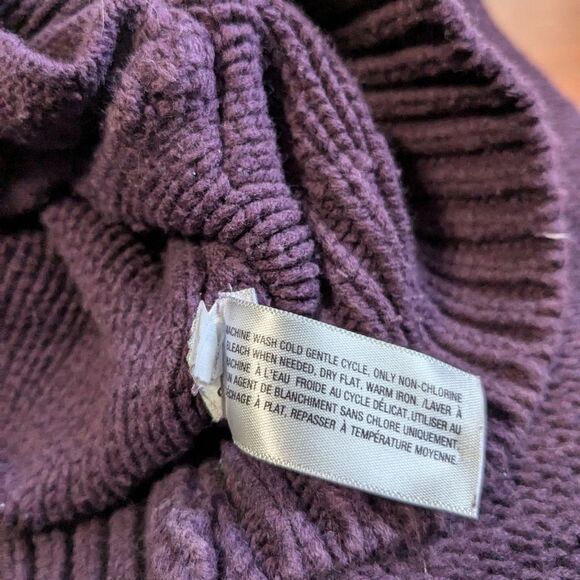 MACHINE WASH COLD GENTLE CYCLE, ONLY NON-CHLORINE
BLEACH WHEN NEEDED, DRY FLAT, WARM IRON. /LAVER À
MACHINE À L'EAU FROIDE AU CYCLE DÉLICAT. UTILISER AU
UN AGENT DE BLANCHIMENT SANS CHLORE UNIQUEMENT,
SÉCHAGE À PLAT, REPASSER À TEMPÉRATURE MOYENNE.